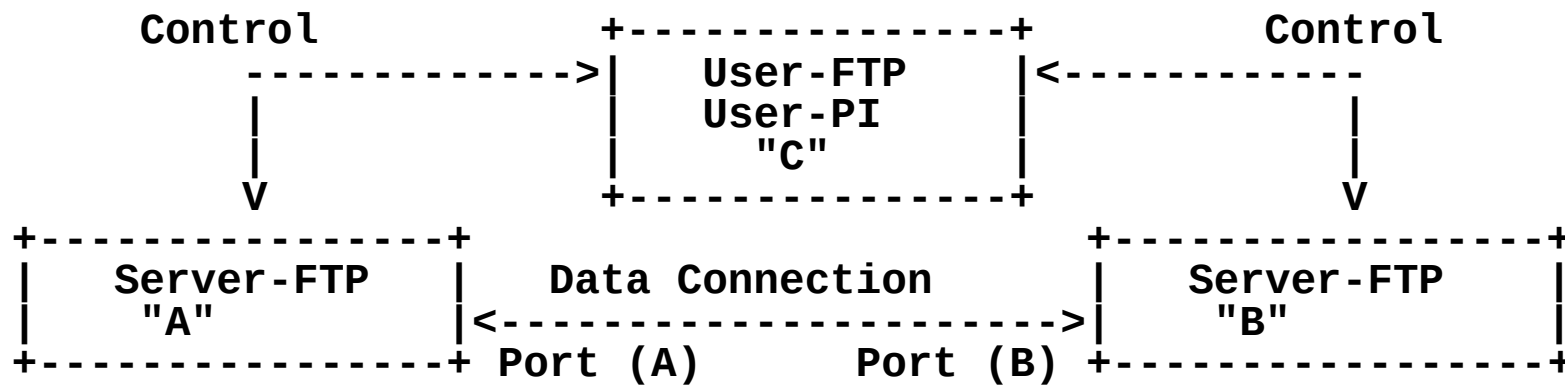 Control            +---------------+         Control
     ------------->|   User-FTP    |<------------
     |             |   User-PI     |            |
     |             |     "C"       |            |
     V             +---------------+            V
+----------------+                        +-----------------+
|   Server-FTP   |   Data Connection      |   Server-FTP    |
|    "A"         |<---------------------->|    "B"          |
+----------------+ Port (A)      Port (B) +-----------------+